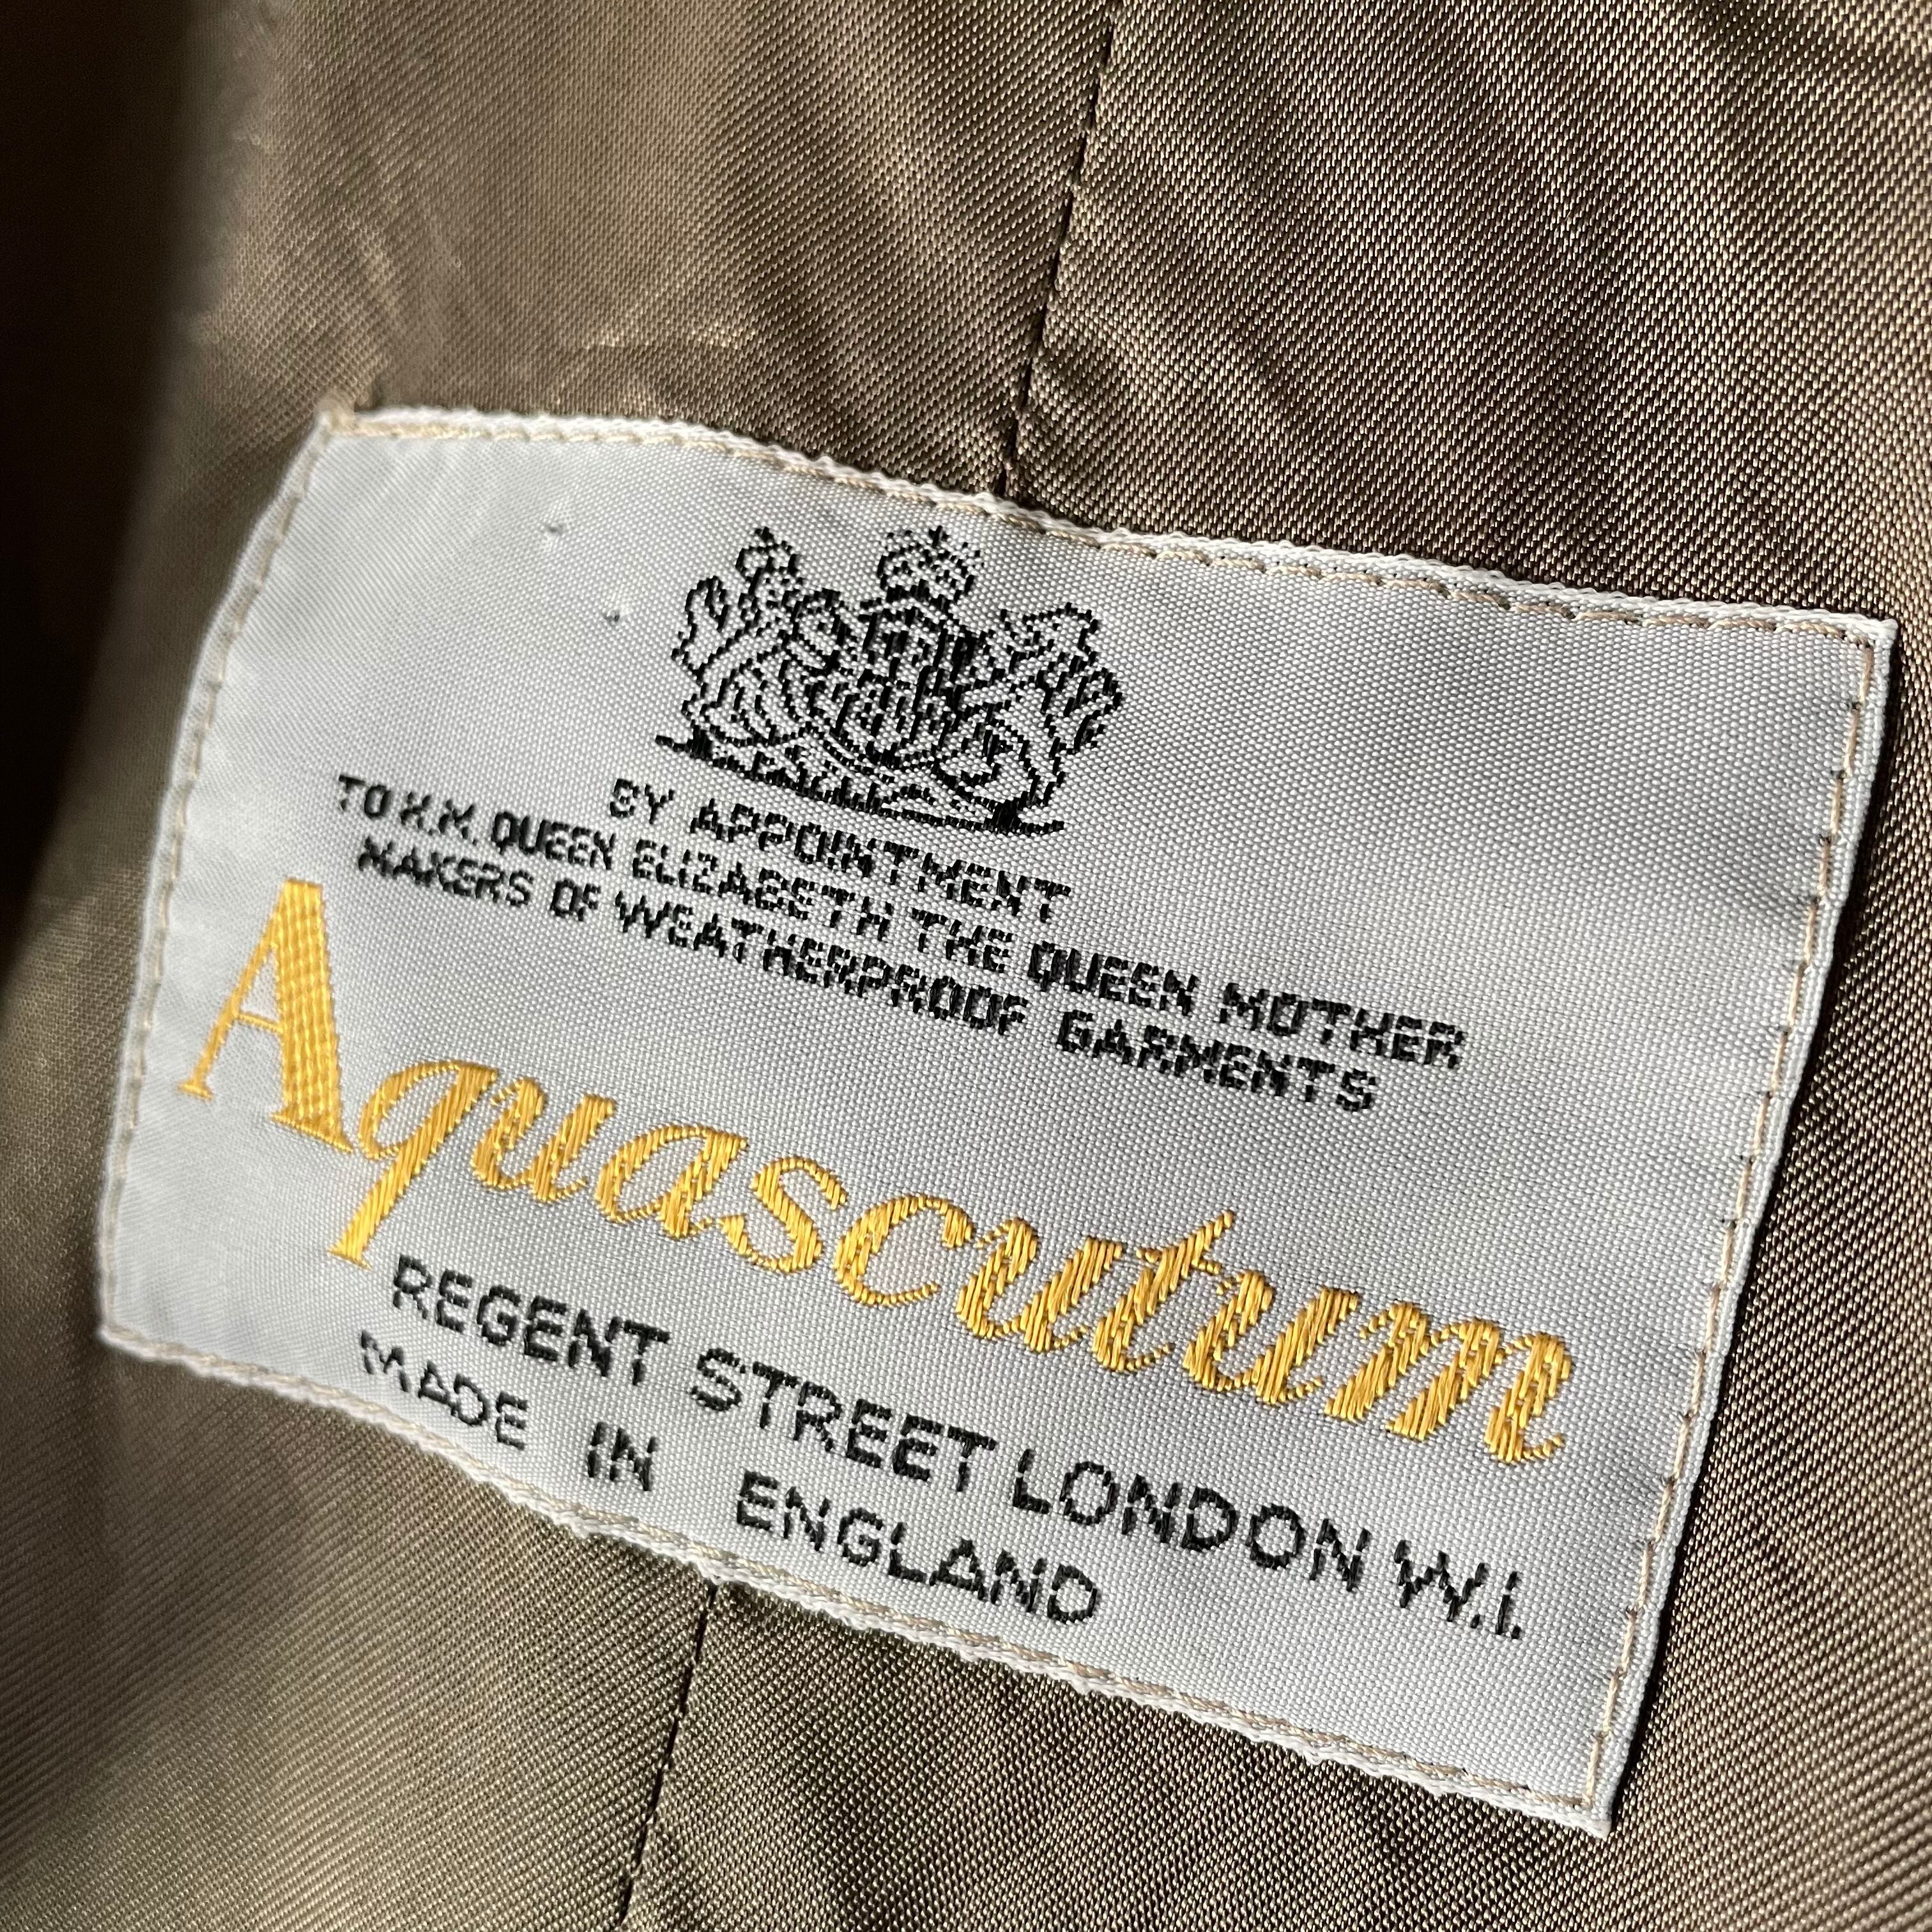 BY APPOINTMENT
TO H.M. QUEEN ELIZABETH THE QUEEN MOTHER
MAKERS OF WEATHERPROOF GARMENTS
Aquascutum
REGENT STREET LONDON W.1.
MADE IN ENGLAND